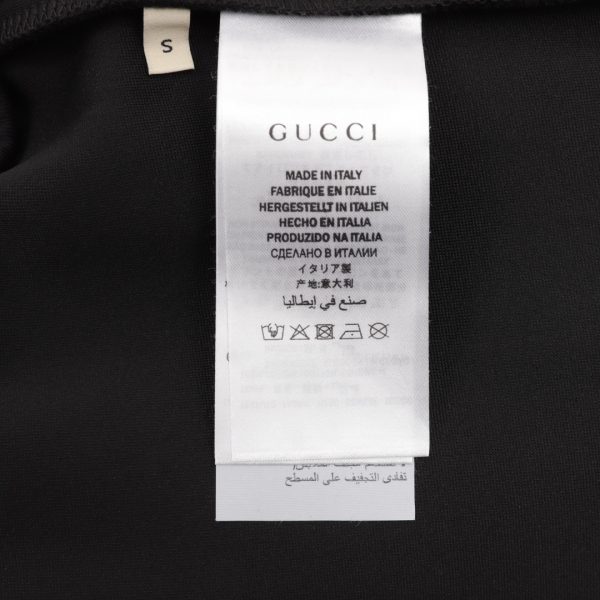 S
GUCCI
MADE IN ITALY
FABRIQUE EN ITALIE
HERGESTELLT IN ITALIEN
HECHO EN ITALIA
PRODUZIDO NA ITALIA
СДЕЛАНО В ИТАЛИИ
イタリア製
产地:意大利
صنع في إيطاليا
تفادى التجفيف على المسطح